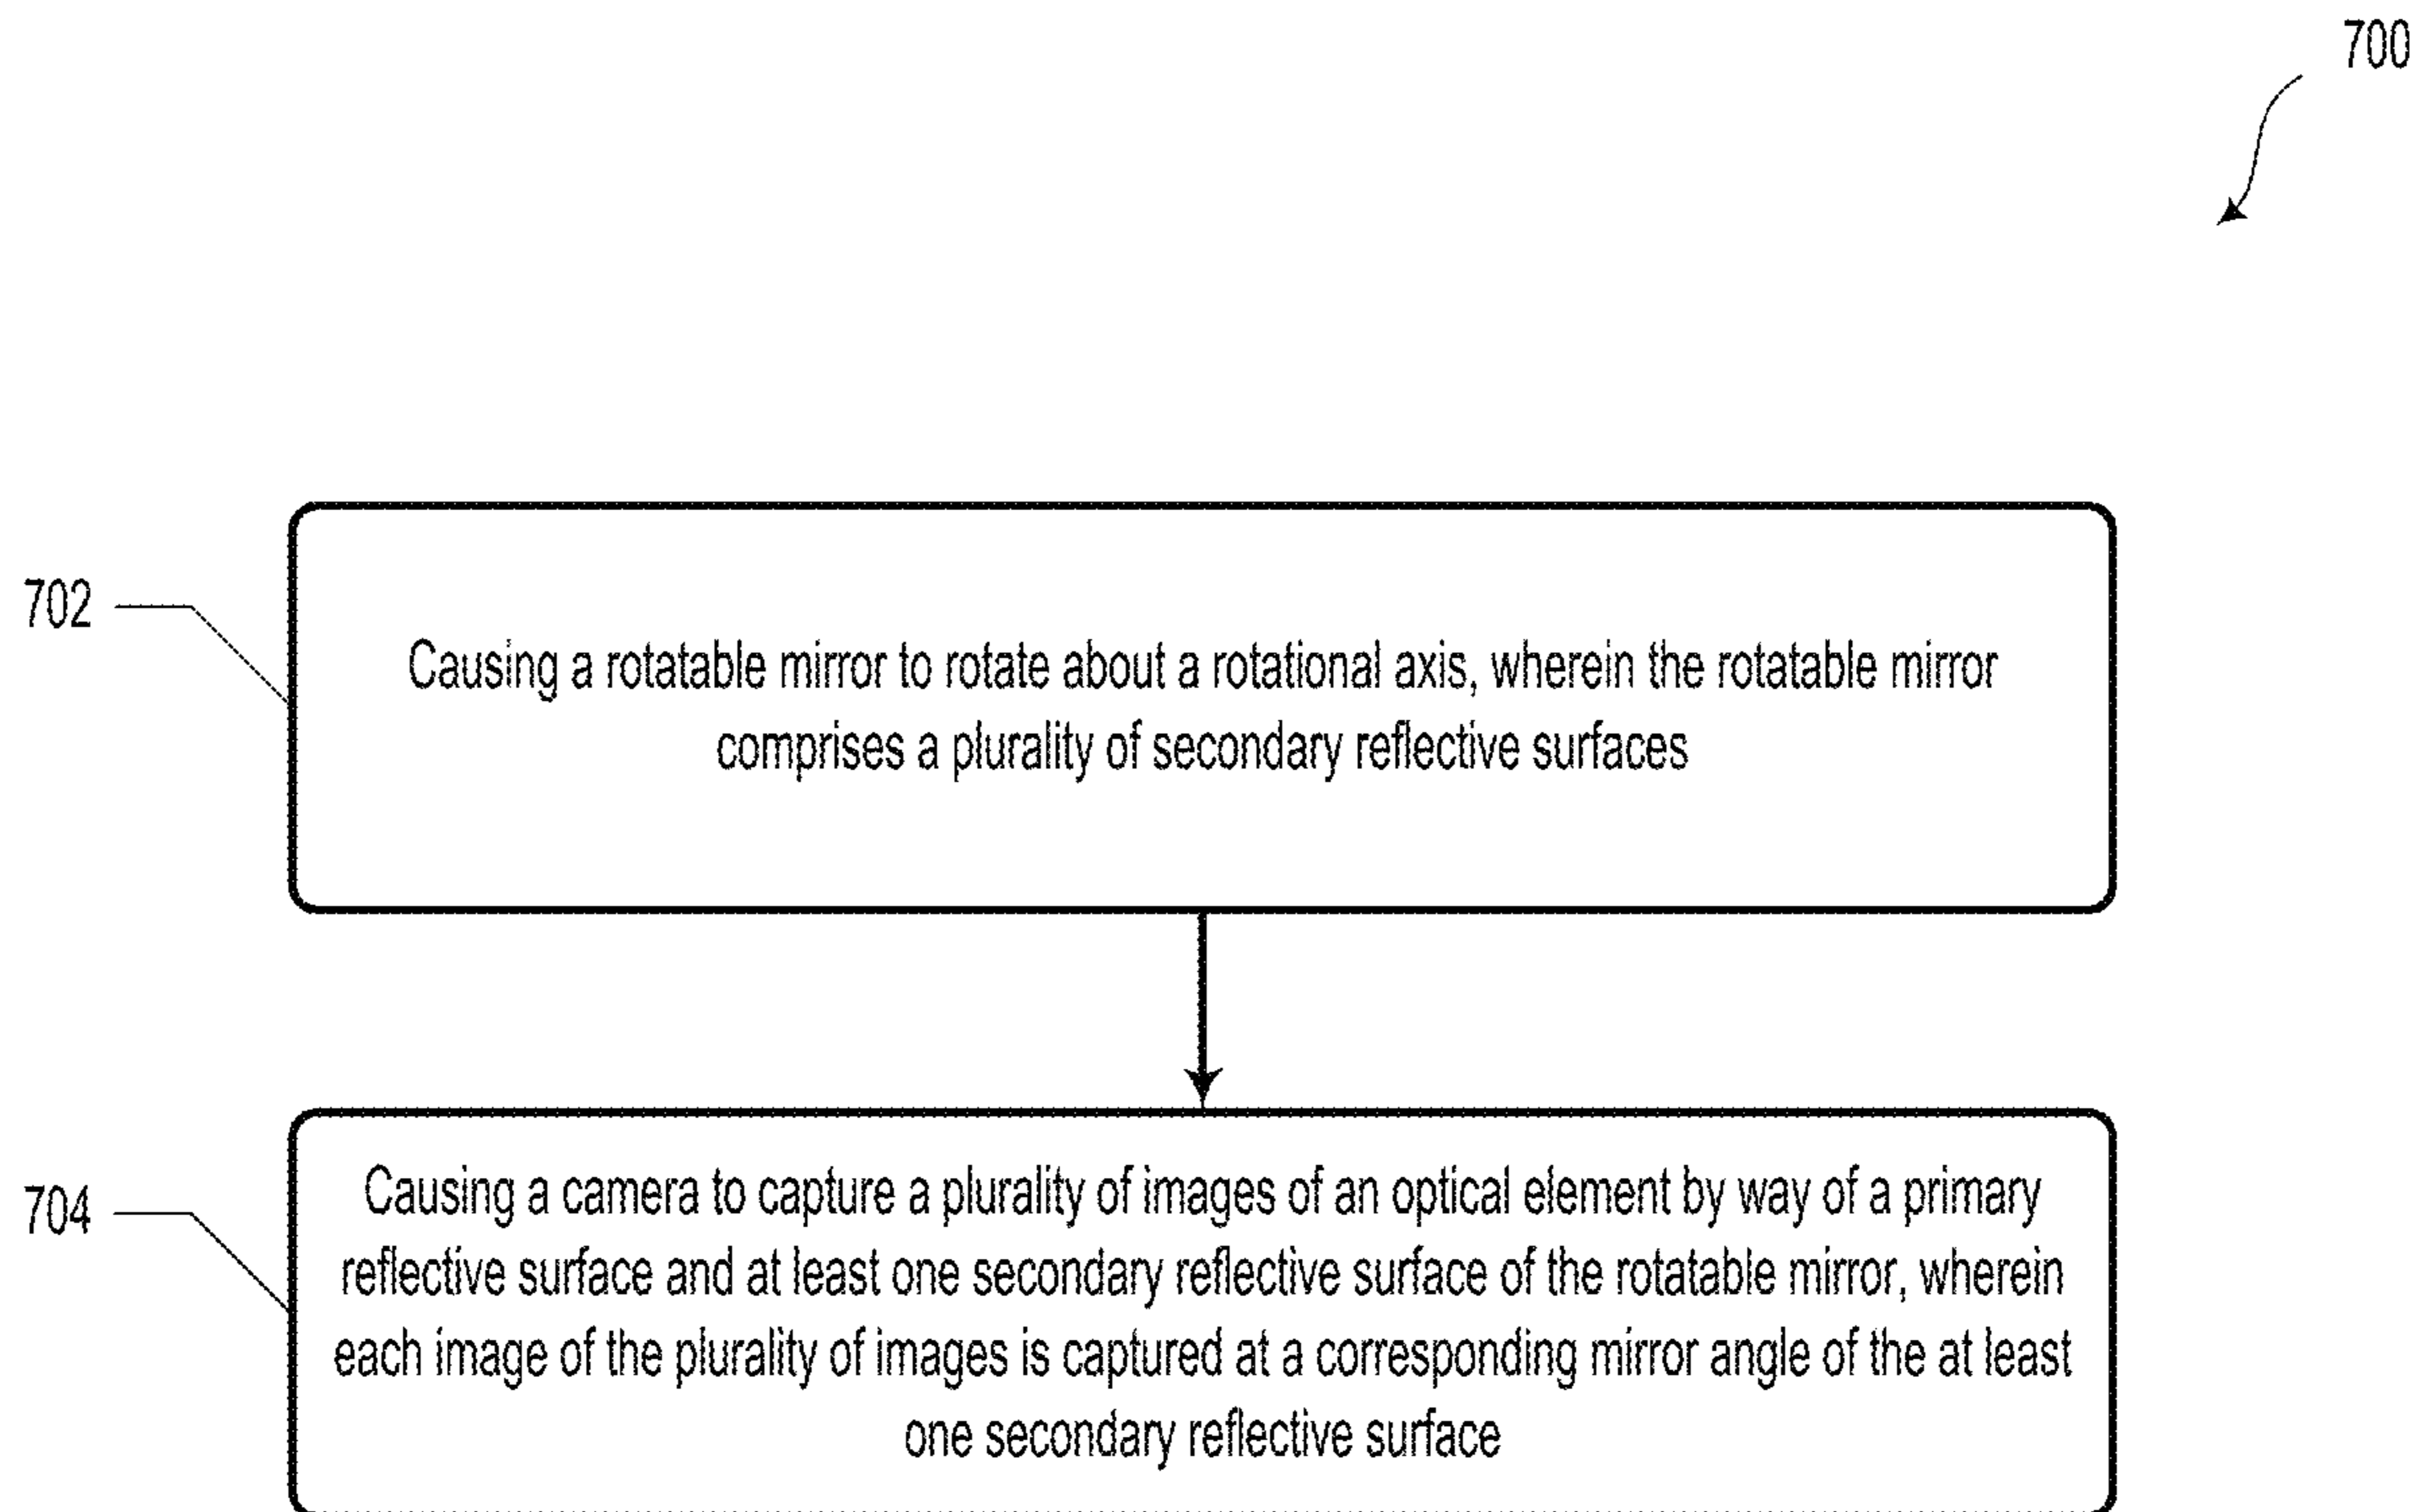 700
702
Causing a rotatable mirror to rotate about a rotational axis, wherein the rotatable mirror
comprises a plurality of secondary reflective surfaces
704
Causing a camera to capture a plurality of images of an optical element by way of a primary
reflective surface and at least one secondary reflective surface of the rotatable mirror, wherein
each image of the plurality of images is captured at a corresponding mirror angle of the at least
one secondary reflective surface